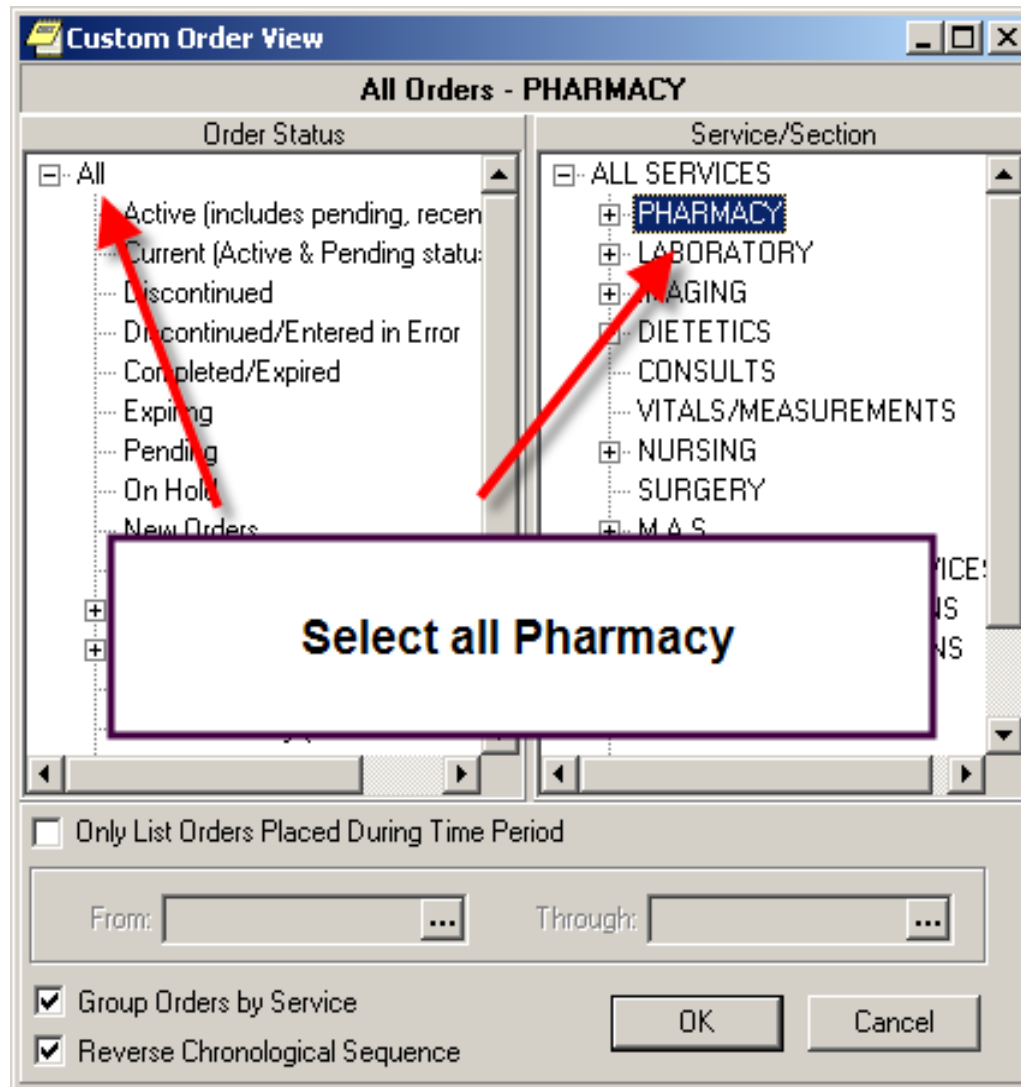 Custom Order View
All Orders - PHARMACY
Order Status
All
Active (includes pending, recen
Current (Active & Pending statu
Discontinued
Discontinued/Entered in Error
Completed/Expired
Expiring
Pending
On Hold
New Orders
Service/Section
ALL SERVICES
PHARMACY
LABORATORY
IMAGING
DIETETICS
CONSULTS
VITALS/MEASUREMENTS
NURSING
SURGERY
M.A.S.
Select all Pharmacy
Only List Orders Placed During Time Period
From: ...
Through: ...
Group Orders by Service
Reverse Chronological Sequence
OK
Cancel